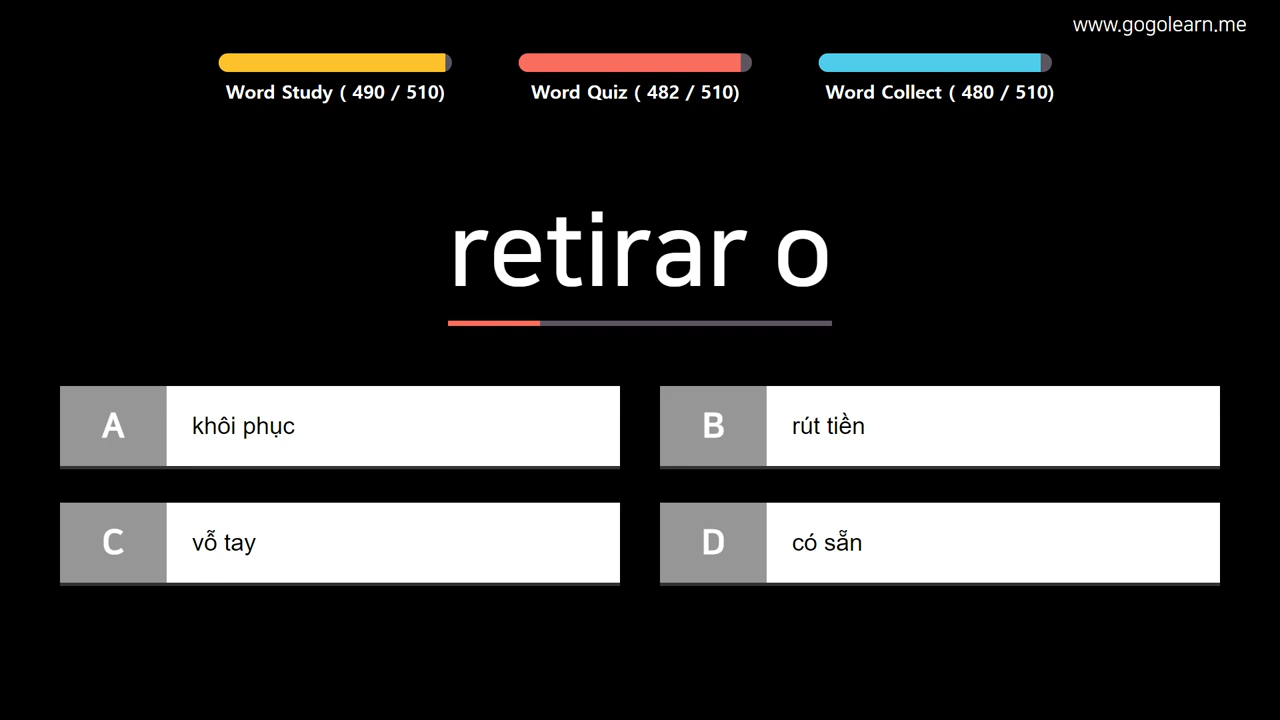 www.gogolearn.me
Word Study ( 490 / 510)
Word Quiz ( 482 / 510)
Word Collect ( 480 / 510)
retirar o
A khôi phục
B rút tiền
C vỗ tay
D có sẵn